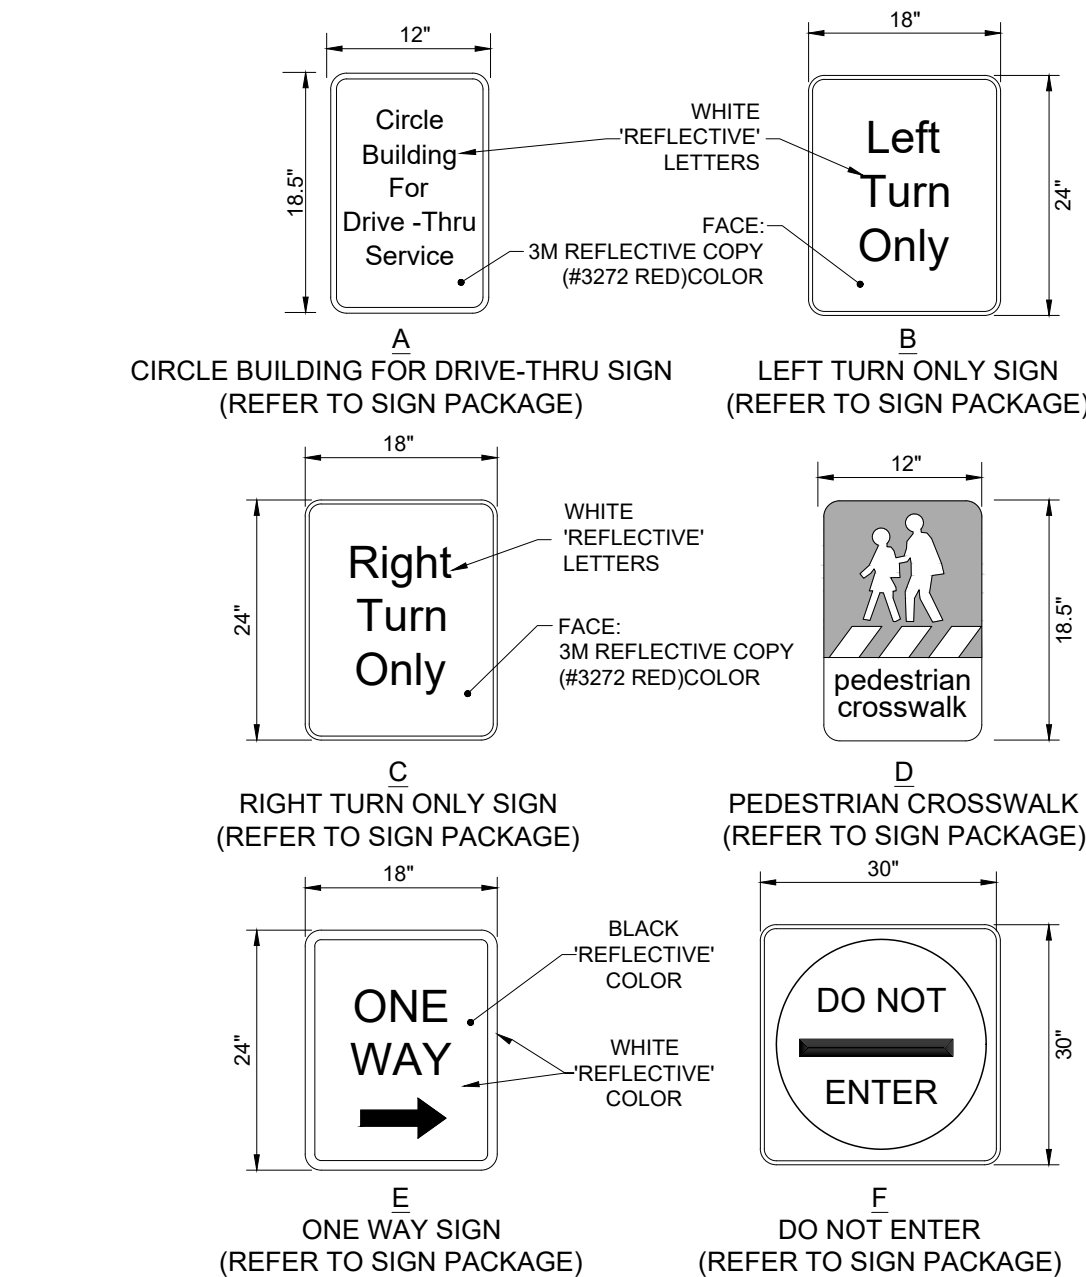 12"
18.5"
Circle
Building
For
Drive -Thru
Service
WHITE
'REFLECTIVE'
LETTERS
FACE:
3M REFLECTIVE COPY
(#3272 RED)COLOR
18"
Left
Turn
Only
24"
A
CIRCLE BUILDING FOR DRIVE-THRU SIGN
(REFER TO SIGN PACKAGE)
B
LEFT TURN ONLY SIGN
(REFER TO SIGN PACKAGE)
18"
24"
Right
Turn
Only
WHITE
'REFLECTIVE'
LETTERS
FACE:
3M REFLECTIVE COPY
(#3272 RED)COLOR
12"
pedestrian
crosswalk
18.5"
C
RIGHT TURN ONLY SIGN
(REFER TO SIGN PACKAGE)
D
PEDESTRIAN CROSSWALK
(REFER TO SIGN PACKAGE)
18"
24"
ONE
WAY
BLACK
'REFLECTIVE'
COLOR
WHITE
'REFLECTIVE'
COLOR
30"
DO NOT
ENTER
30"
E
ONE WAY SIGN
(REFER TO SIGN PACKAGE)
F
DO NOT ENTER
(REFER TO SIGN PACKAGE)